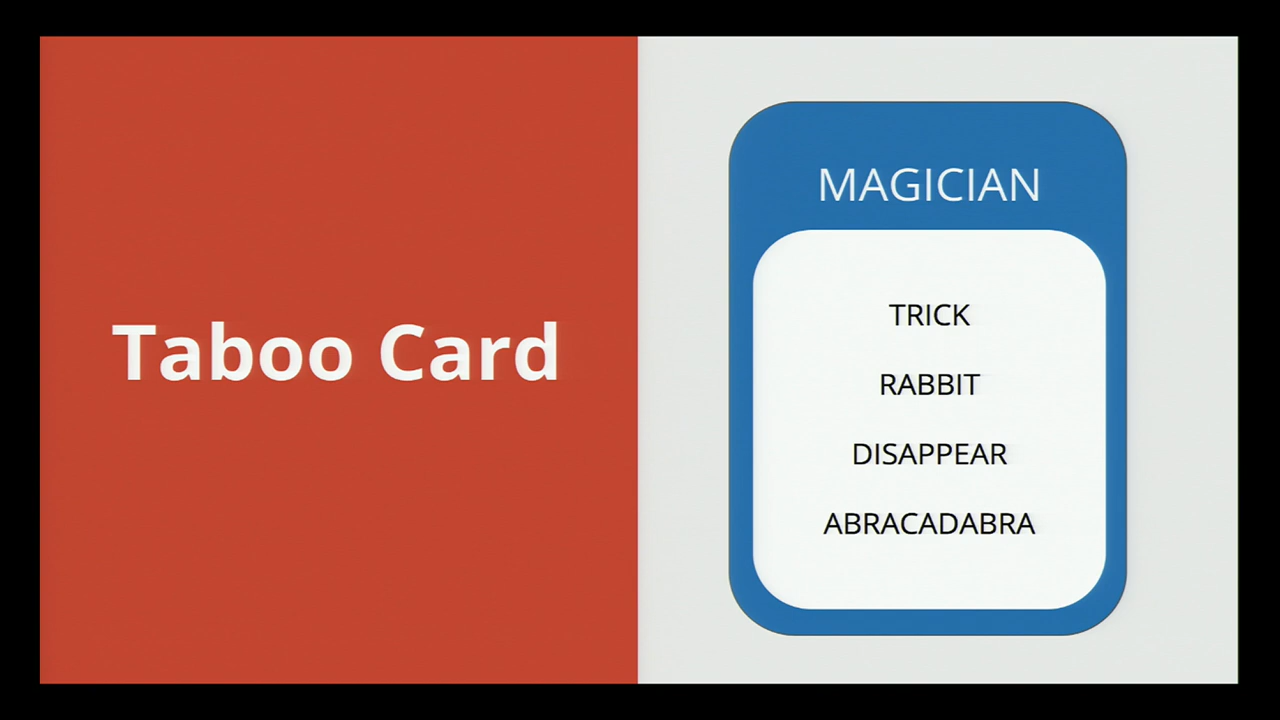 Taboo Card
MAGICIAN
TRICK
RABBIT
DISAPPEAR
ABRACADABRA